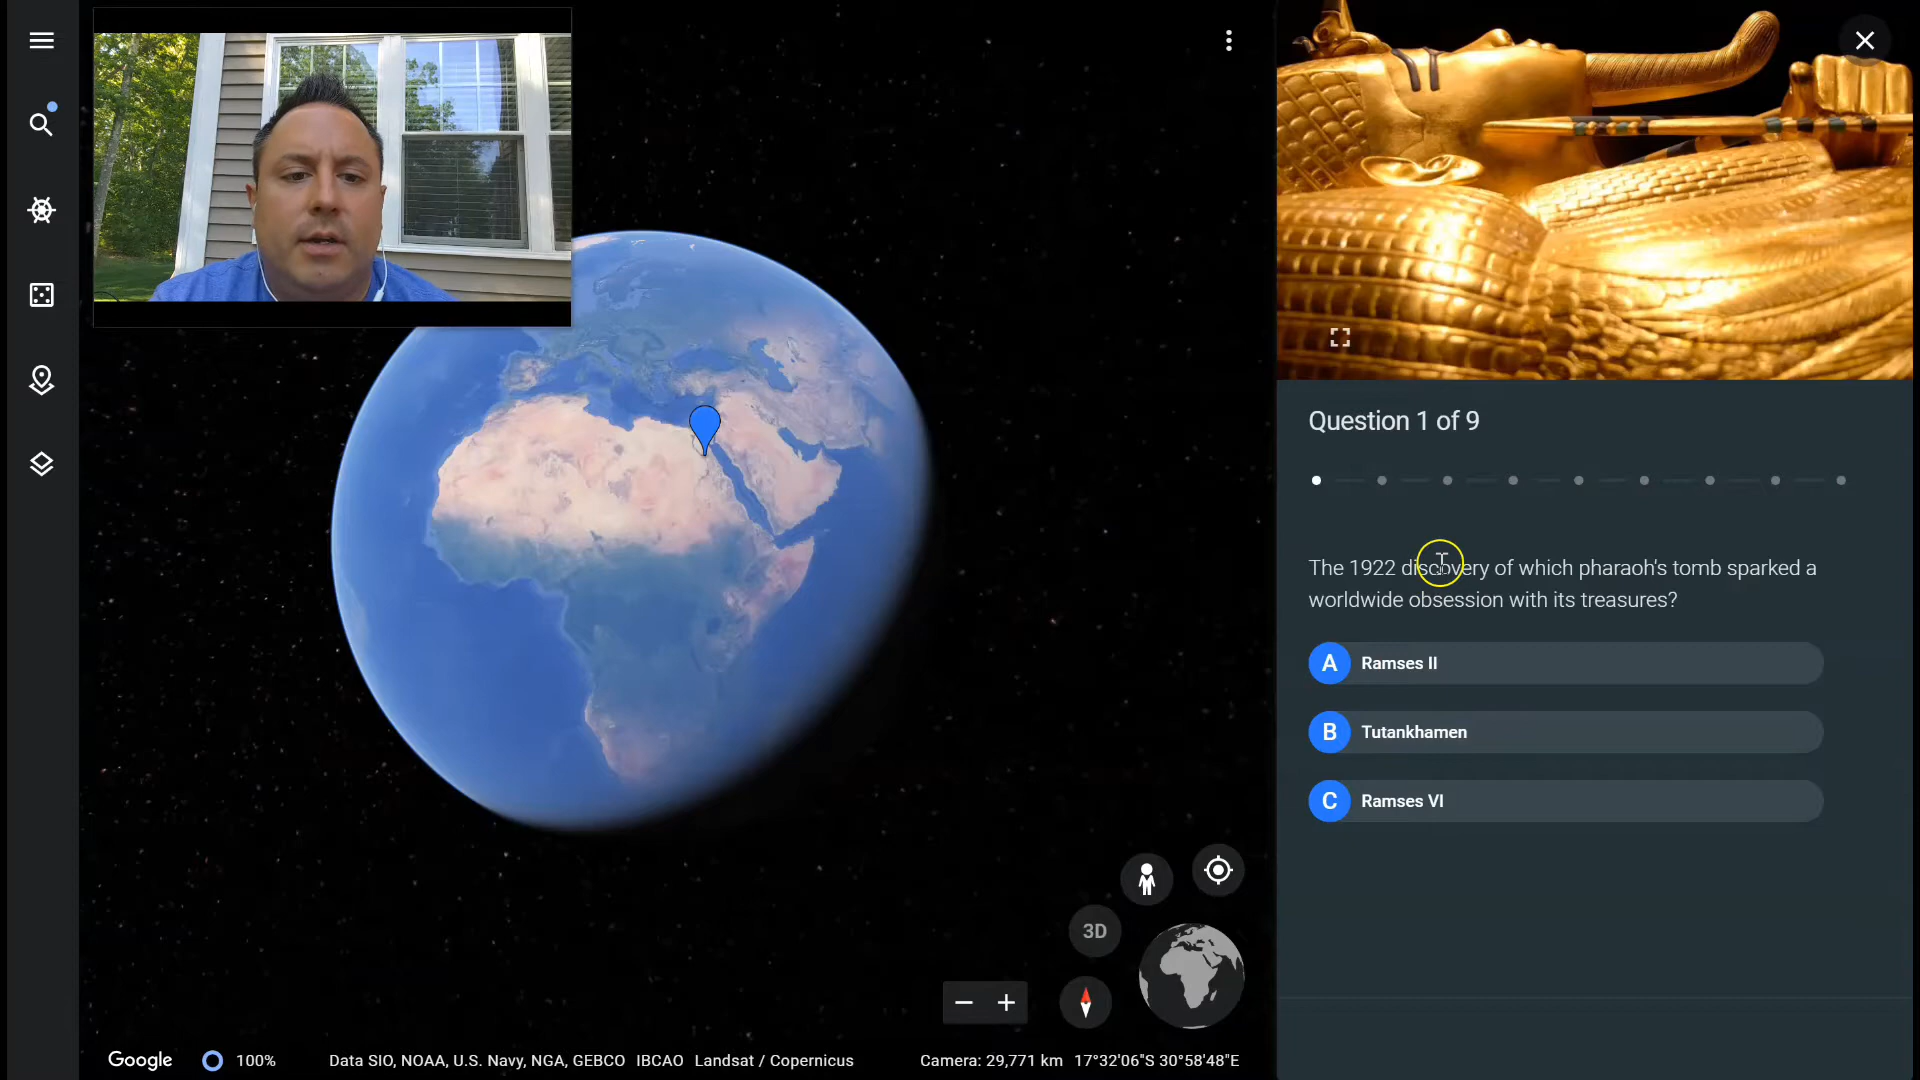 Question 1 of 9
The 1922 discovery of which pharaoh's tomb sparked a
worldwide obsession with its treasures?
A Ramses II
B Tutankhamen
C Ramses VI
3D
Google 100% Data SIO, NOAA, U.S. Navy, NGA, GEBCO IBCAO Landsat / Copernicus Camera: 29,771 km 17°32'06"S 30°58'48"E